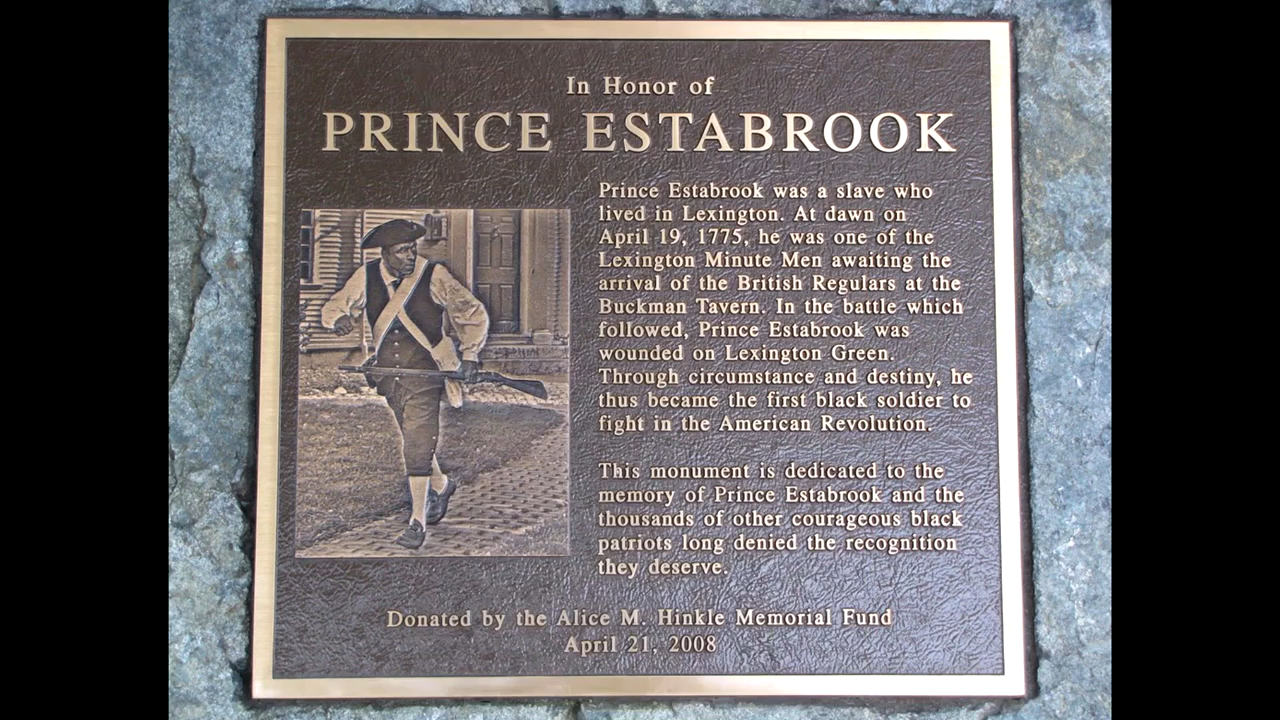 In Honor of
PRINCE ESTABROOK
Prince Estabrook was a slave who
lived in Lexington. At dawn on
April 19, 1775, he was one of the
Lexington Minute Men awaiting the
arrival of the British Regulars at the
Buckman Tavern. In the battle which
followed, Prince Estabrook was
wounded on Lexington Green.
Through circumstance and destiny, he
thus became the first black soldier to
fight in the American Revolution.
This monument is dedicated to the
memory of Prince Estabrook and the
thousands of other courageous black
patriots long denied the recognition
they deserve.
Donated by the Alice M. Hinkle Memorial Fund
April 21, 2008